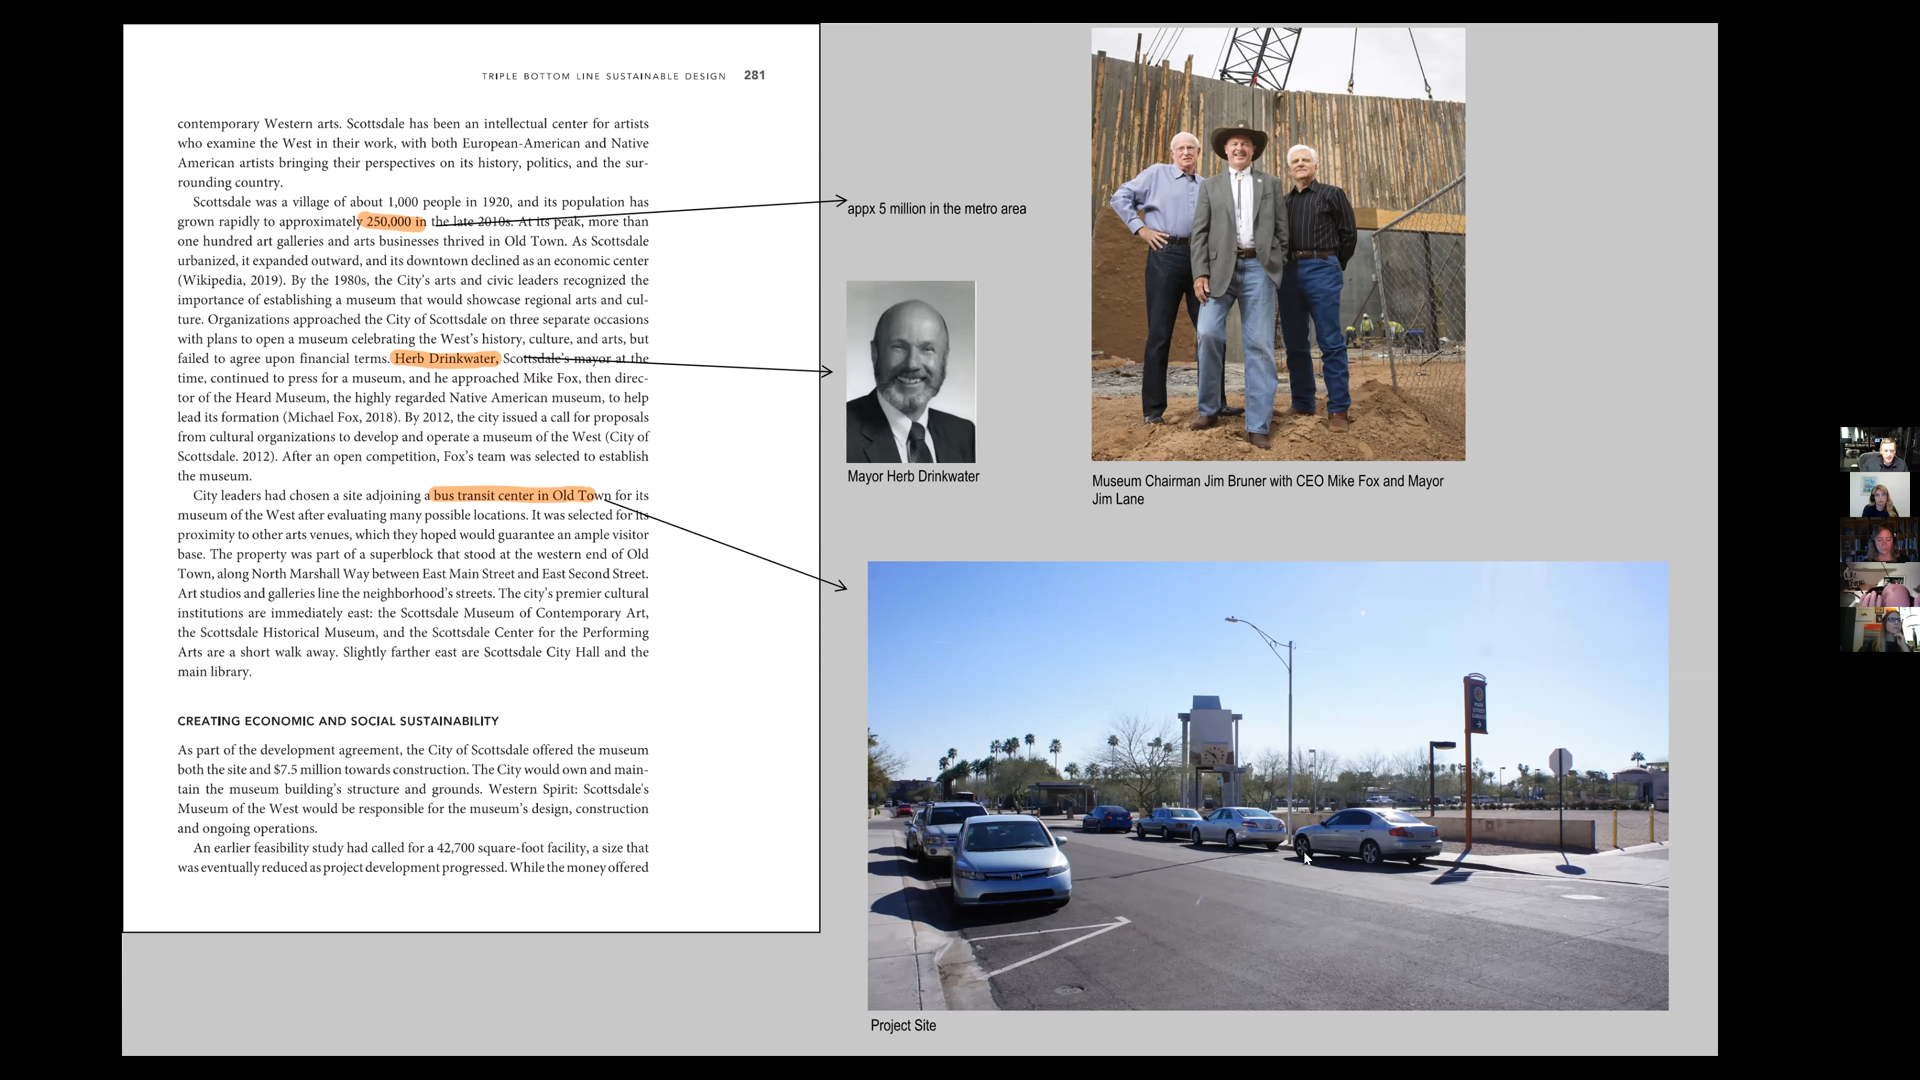 TRIPLE BOTTOM LINE SUSTAINABLE DESIGN 281
contemporary Western arts. Scottsdale has been an intellectual center for artists
who examine the West in their work, with both European-American and Native
American artists bringing their perspectives on its history, politics, and the sur-
rounding country.
Scottsdale was a village of about 1,000 people in 1920, and its population has
grown rapidly to approximately 250,000 in the late 2010s. At its peak, more than
one hundred art galleries and arts businesses thrived in Old Town. As Scottsdale
urbanized, it expanded outward, and its downtown declined as an economic center
(Wikipedia, 2019). By the 1980s, the City's arts and civic leaders recognized the
importance of establishing a museum that would showcase regional arts and cul-
ture. Organizations approached the City of Scottsdale on three separate occasions
with plans to open a museum celebrating the West's history, culture, and arts, but
failed to agree upon financial terms. Herb Drinkwater, Scottsdale's mayor at the
time, continued to press for a museum, and he approached Mike Fox, then direc-
tor of the Heard Museum, the highly regarded Native American museum, to help
lead its formation (Michael Fox, 2018). By 2012, the city issued a call for proposals
from cultural organizations to develop and operate a museum of the West (City of
Scottsdale. 2012). After an open competition, Fox's team was selected to establish
the museum.
City leaders had chosen a site adjoining a bus transit center in Old Town for its
museum of the West after evaluating many possible locations. It was selected for its
proximity to other arts venues, which they hoped would guarantee an ample visitor
base. The property was part of a superblock that stood at the western end of Old
Town, along North Marshall Way between East Main Street and East Second Street.
Art studios and galleries line the neighborhood's streets. The city's premier cultural
institutions are immediately east: the Scottsdale Museum of Contemporary Art,
the Scottsdale Historical Museum, and the Scottsdale Center for the Performing
Arts are a short walk away. Slightly farther east are Scottsdale City Hall and the
main library.
CREATING ECONOMIC AND SOCIAL SUSTAINABILITY
As part of the development agreement, the City of Scottsdale offered the museum
both the site and $7.5 million towards construction. The City would own and main-
tain the museum building's structure and grounds. Western Spirit: Scottsdale's
Museum of the West would be responsible for the museum's design, construction
and ongoing operations.
An earlier feasibility study had called for a 42,700 square-foot facility, a size that
was eventually reduced as project development progressed. While the money offered
appx 5 million in the metro area
Mayor Herb Drinkwater
Museum Chairman Jim Bruner with CEO Mike Fox and Mayor
Jim Lane
Project Site